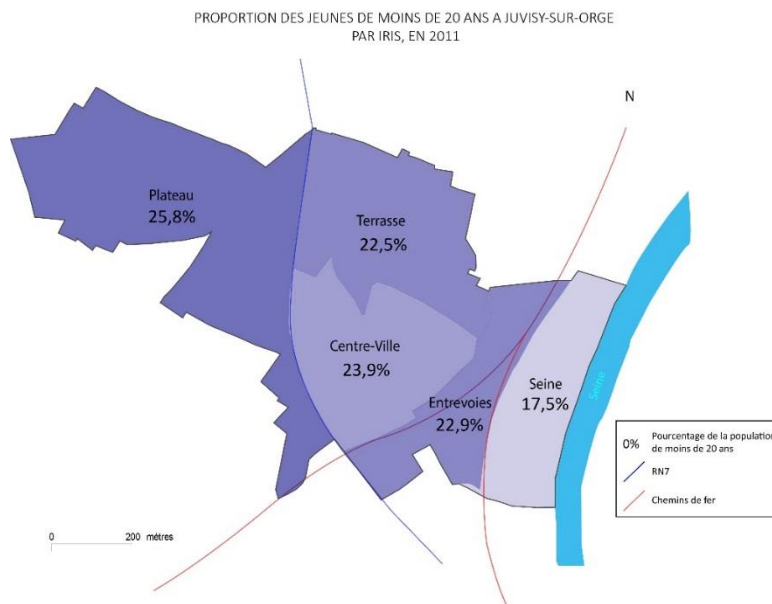 PROPORTION DES JEUNES DE MOINS DE 20 ANS A JUVISY-SUR-ORGE
PAR IRIS, EN 2011
N
Plateau
25,8%
Terrasse
22,5%
Centre-Ville
23,9%
Entrevoies
22,9%
Seine
17,5%
Seine
0% Pourcentage de la population
de moins de 20 ans
RN7
Chemins de fer
0 200 mètres